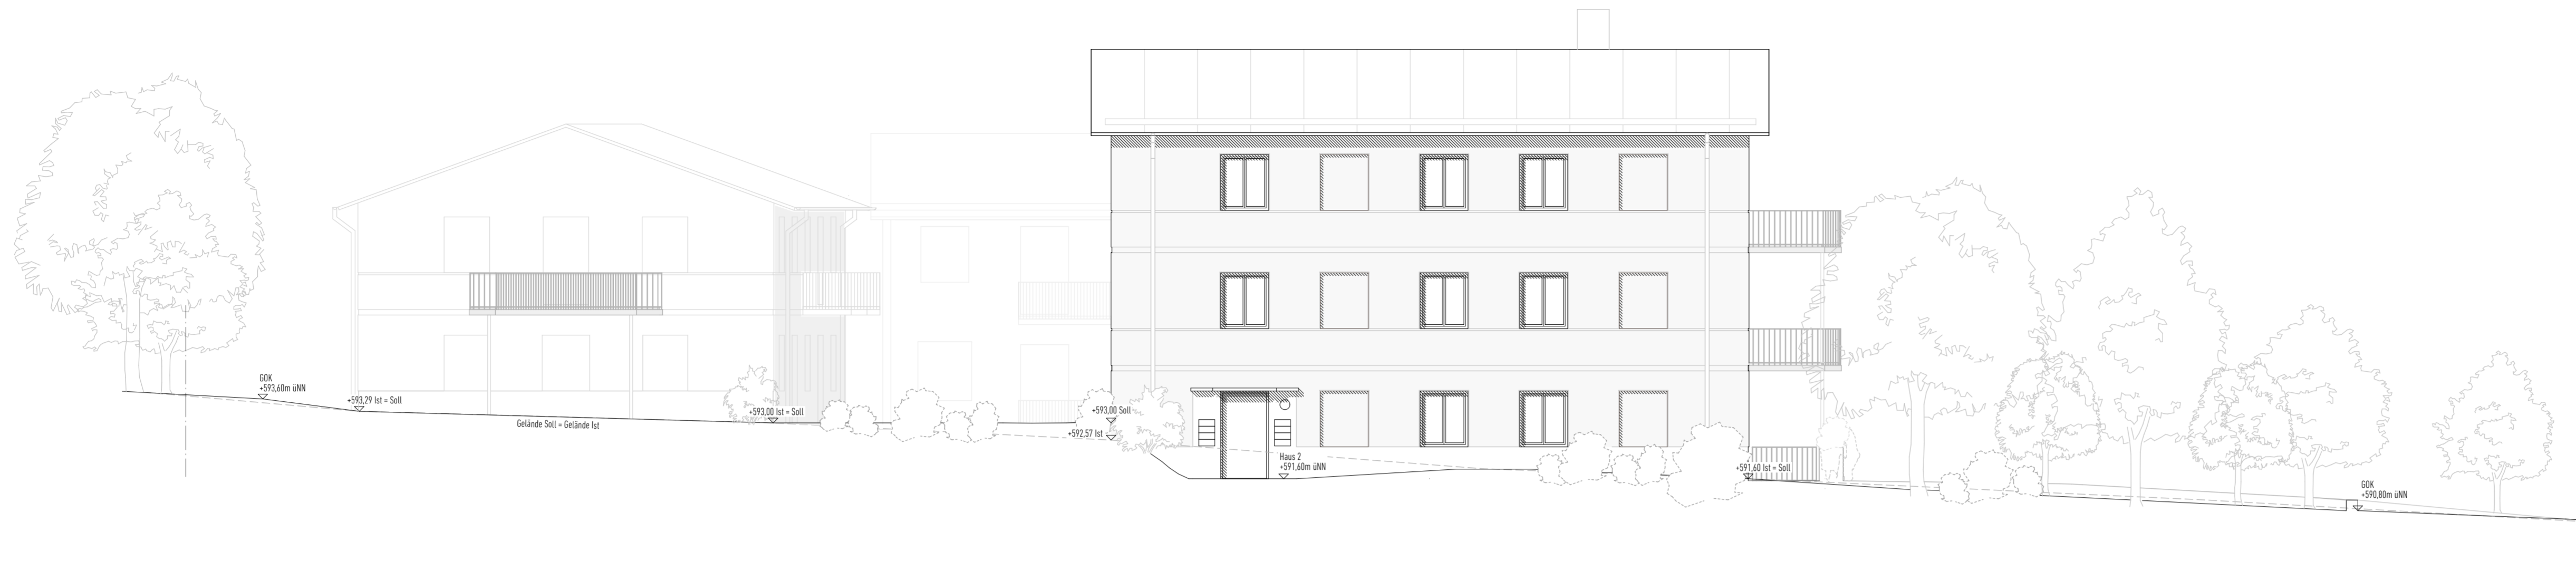 GOK
+593,60m üNN
+593,29 Ist = Soll
Gelände Soll = Gelände Ist
+593,00 Ist = Soll
+593,00 Soll
+592,57 Ist
Haus 2
+591,60m üNN
+591,60 Ist = Soll
GOK
+590,80m üNN